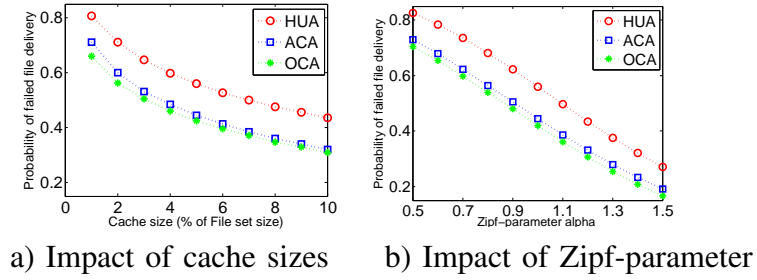 Probability of failed file delivery
0.8
0.6
0.4
0.2
HUA
ACA
OCA
0 2 4 6 8 10
Cache size (% of File set size)
a) Impact of cache sizes
Probability of failed file delivery
0.8
0.6
0.4
0.2
HUA
ACA
OCA
0.5 0.7 0.9 1.1 1.3 1.5
Zipf-parameter alpha
b) Impact of Zipf-parameter